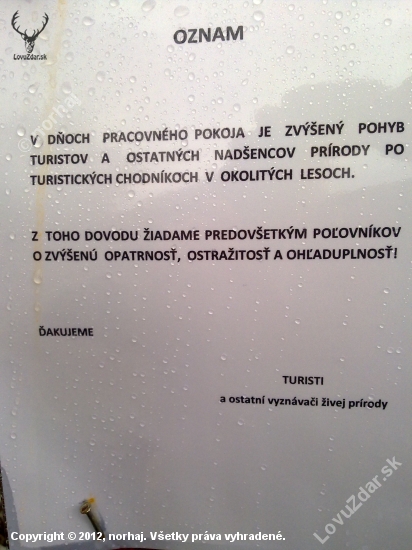 LovuZdar.sk
OZNAM
V DŇOCH PRACOVNÉHO POKOJA JE ZVÝŠENÝ POHYB
TURISTOV A OSTATNÝCH NADŠENCOV PRÍRODY PO
TURISTICKÝCH CHODNÍKOCH V OKOLITÝCH LESOCH.
Z TOHO DOVODU ŽIADAME PREDOVŠETKÝM POĽOVNÍKOV
O ZVÝŠENÚ OPATRNOSŤ, OSTRAŽITOSŤ A OHĽADUPLNOSŤ!
ĎAKUJEME
TURISTI
a ostatní vyznávači živej prírody
© norhaj
LovuZdar.sk
Copyright © 2012, norhaj. Všetky práva vyhradené.